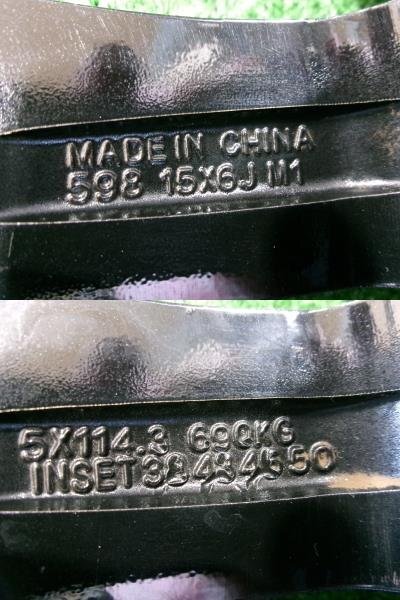 MADE IN CHINA
598 15X6J M1
5X114.3 690KG
INSET